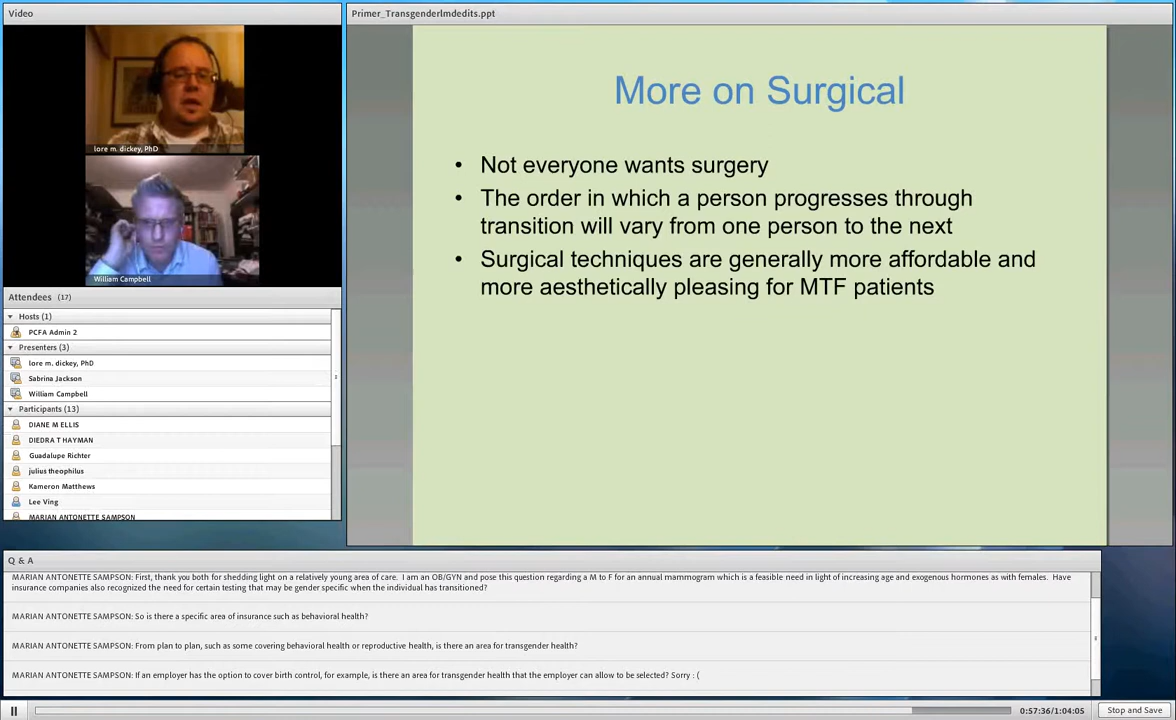 Video
lore m. dickey, PhD
William Campbell
Attendees (17)
Hosts (1)
PCFA Admin 2
Presenters (3)
lore m. dickey, PhD
Sabrina Jackson
William Campbell
Participants (13)
DIANE M ELLIS
DIEDRA T HAYMAN
Guadalupe Richter
julius theophilus
Kameron Matthews
Lee Ving
MARIAN ANTONETTE SAMPSON
Primer_Transgenderlmdedits.ppt
More on Surgical
• Not everyone wants surgery
• The order in which a person progresses through
transition will vary from one person to the next
• Surgical techniques are generally more affordable and
more aesthetically pleasing for MTF patients
Q & A
MARIAN ANTONETTE SAMPSON: First, thank you both for shedding light on a relatively young area of care. I am an OB/GYN and pose this question regarding a M to F for an annual mammogram which is a feasible need in light of increasing age and exogenous hormones as with females. Have
insurance companies also recognized the need for certain testing that may be gender specific when the individual has transitioned?
MARIAN ANTONETTE SAMPSON: So is there a specific area of insurance such as behavioral health?
MARIAN ANTONETTE SAMPSON: From plan to plan, such as some covering behavioral health or reproductive health, is there an area for transgender health?
MARIAN ANTONETTE SAMPSON: If an employer has the option to cover birth control, for example, is there an area for transgender health that the employer can allow to be selected? Sorry : (
0:57:36/1:04:05
Stop and Save